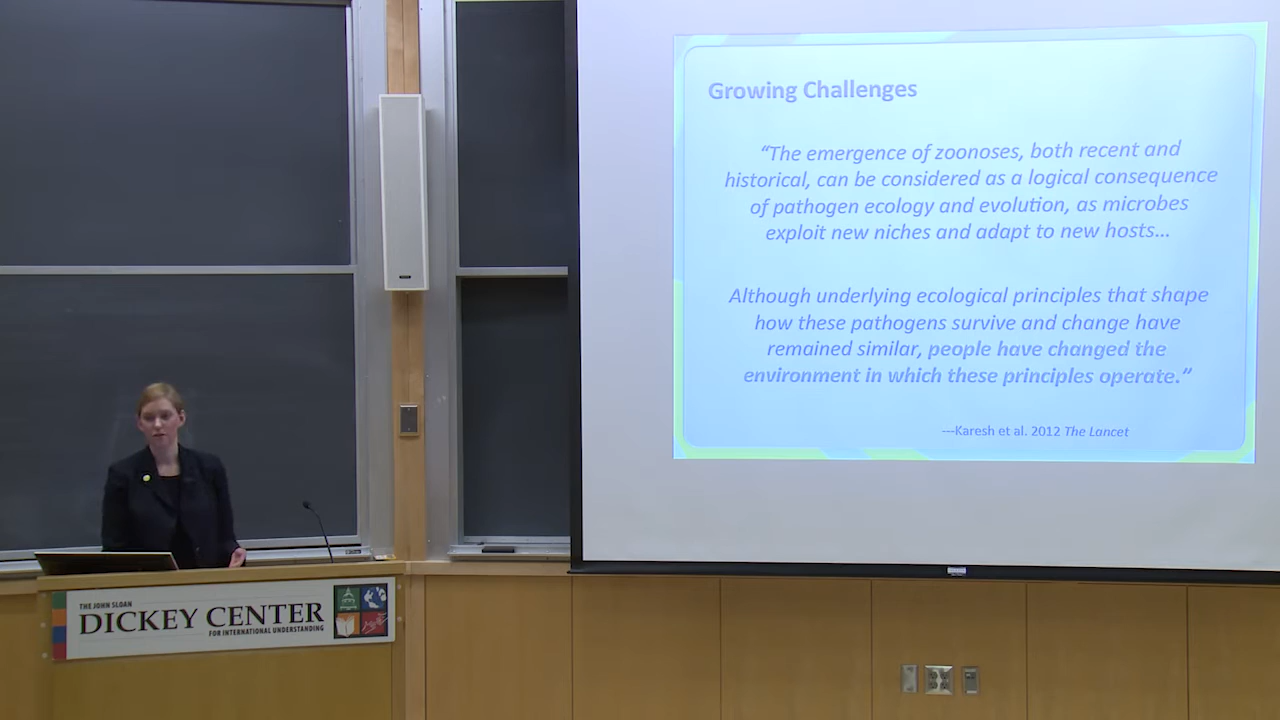 Growing Challenges
“The emergence of zoonoses, both recent and
historical, can be considered as a logical consequence
of pathogen ecology and evolution, as microbes
exploit new niches and adapt to new hosts…
Although underlying ecological principles that shape
how these pathogens survive and change have
remained similar, people have changed the
environment in which these principles operate.“
---Karesh et al. 2012 The Lancet
THE JOHN SLOAN
DICKEY CENTER
FOR INTERNATIONAL UNDERSTANDING